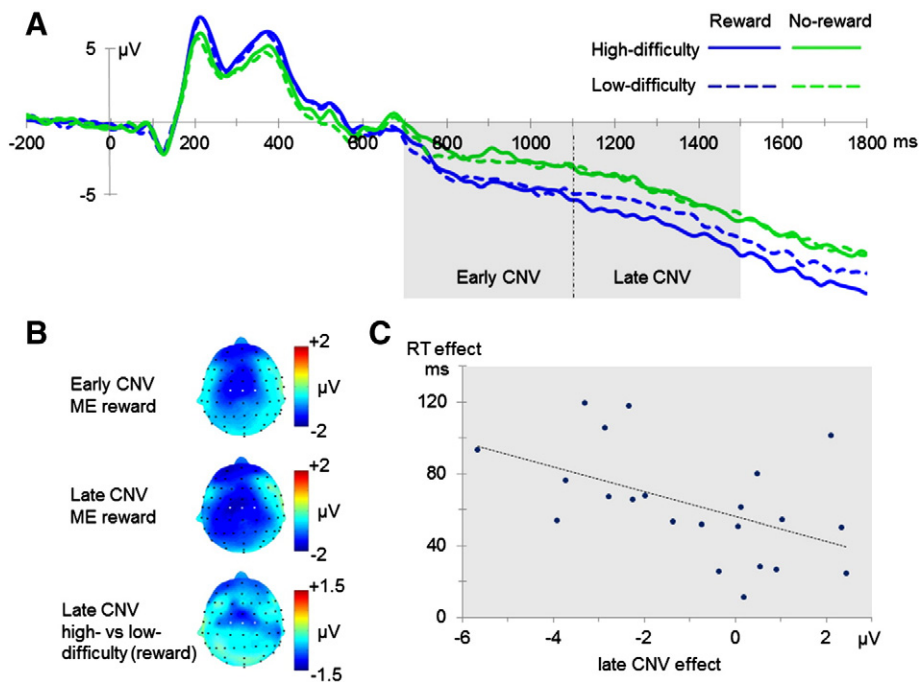 A
μV
5
-5
-200 0 200 400 600 800 1000 1200 1400 1600 1800 ms
Reward No-reward
High-difficulty
Low-difficulty
Early CNV Late CNV
B
Early CNV
ME reward
+2
μV
-2
Late CNV
ME reward
+2
μV
-2
Late CNV
high- vs low-
difficulty (reward)
+1.5
μV
-1.5
C
RT effect
ms
120
80
40
0
-6 -4 -2 0 2 μV
late CNV effect